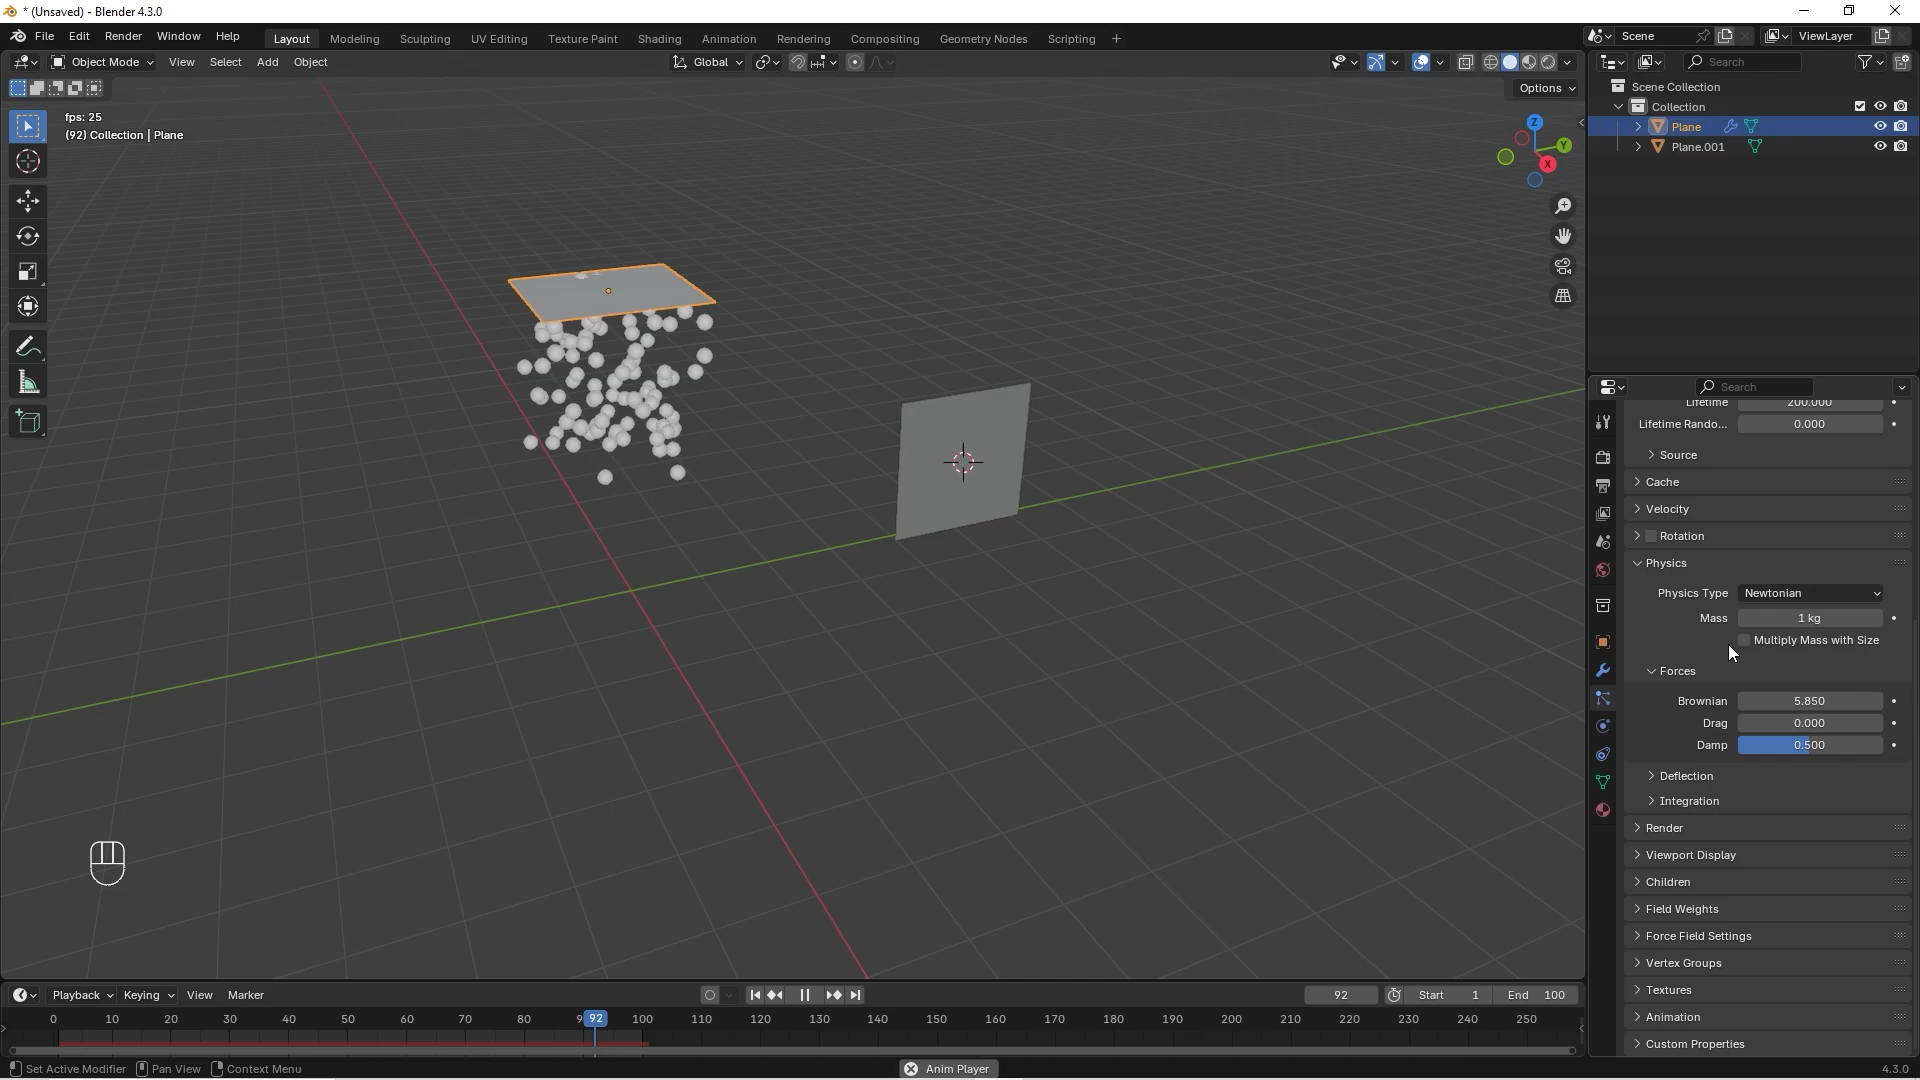 * (Unsaved) - Blender 4.3.0
File Edit Render Window Help
Layout Modeling Sculpting UV Editing Texture Paint Shading Animation Rendering Compositing Geometry Nodes Scripting +
Scene ViewLayer
Object Mode View Select Add Object Global
Search
Options
fps: 25
(92) Collection | Plane
Z
Y
X
Scene Collection
Collection
Plane
Plane.001
Search
Lifetime 200.000
Lifetime Rando... 0.000
Source
Cache
Velocity
Rotation
Physics
Physics Type Newtonian
Mass 1 kg
Multiply Mass with Size
Forces
Brownian 5.850
Drag 0.000
Damp 0.500
Deflection
Integration
Render
Viewport Display
Children
Field Weights
Force Field Settings
Vertex Groups
Textures
Animation
Custom Properties
Playback Keying View Marker
92 Start 1 End 100
0 10 20 30 40 50 60 70 80 9 92 100 110 120 130 140 150 160 170 180 190 200 210 220 230 240 250
Set Active Modifier Pan View Context Menu Anim Player 4.3.0